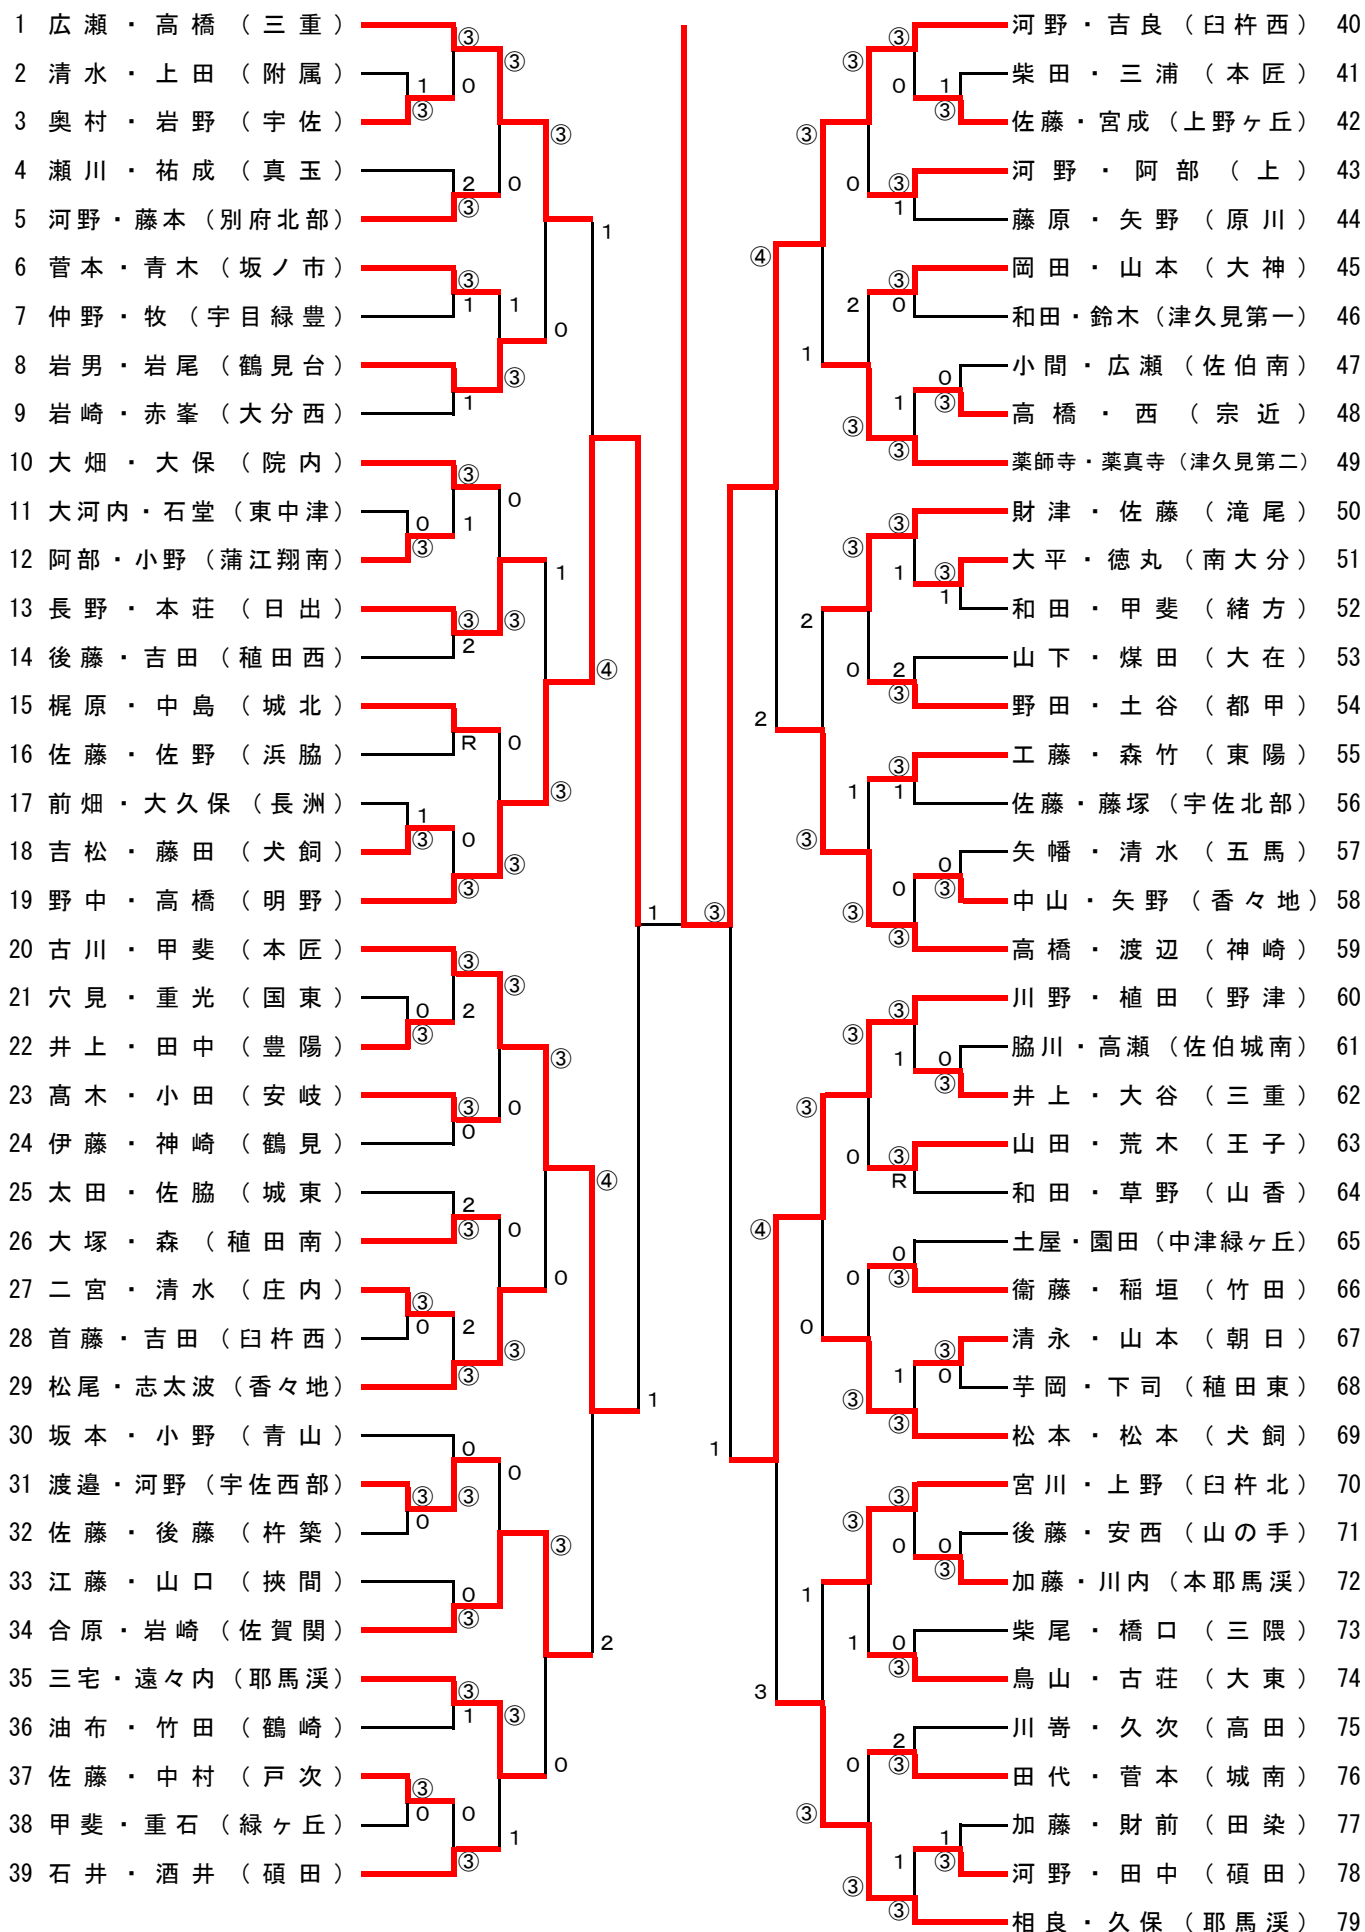 1 広瀬・高橋（三重）
2 清水・上田（附属）
3 奥村・岩野（宇佐）
4 瀬川・祐成（真玉）
5 河野・藤本（別府北部）
6 菅本・青木（坂ノ市）
7 仲野・牧（宇目緑豊）
8 岩男・岩尾（鶴見台）
9 岩崎・赤峯（大分西）
10 大畑・大保（院内）
11 大河内・石堂（東中津）
12 阿部・小野（蒲江翔南）
13 長野・本荘（日出）
14 後藤・吉田（稙田西）
15 梶原・中島（城北）
16 佐藤・佐野（浜脇）
17 前畑・大久保（長洲）
18 吉松・藤田（犬飼）
19 野中・高橋（明野）
20 古川・甲斐（本匠）
21 穴見・重光（国東）
22 井上・田中（豊陽）
23 髙木・小田（安岐）
24 伊藤・神崎（鶴見）
25 太田・佐脇（城東）
26 大塚・森（稙田南）
27 二宮・清水（庄内）
28 首藤・吉田（臼杵西）
29 松尾・志太波（香々地）
30 坂本・小野（青山）
31 渡邉・河野（宇佐西部）
32 佐藤・後藤（杵築）
33 江藤・山口（挾間）
34 合原・岩崎（佐賀関）
35 三宅・遠々内（耶馬渓）
36 油布・竹田（鶴崎）
37 佐藤・中村（戸次）
38 甲斐・重石（緑ヶ丘）
39 石井・酒井（碩田）
河野・吉良（臼杵西） 40
柴田・三浦（本匠） 41
佐藤・宮成（上野ヶ丘） 42
河野・阿部（上） 43
藤原・矢野（原川） 44
岡田・山本（大神） 45
和田・鈴木（津久見第一） 46
小間・広瀬（佐伯南） 47
高橋・西（宗近） 48
薬師寺・薬真寺（津久見第二） 49
財津・佐藤（滝尾） 50
大平・徳丸（南大分） 51
和田・甲斐（緒方） 52
山下・煤田（大在） 53
野田・土谷（都甲） 54
工藤・森竹（東陽） 55
佐藤・藤塚（宇佐北部） 56
矢幡・清水（五馬） 57
中山・矢野（香々地） 58
高橋・渡辺（神崎） 59
川野・植田（野津） 60
脇川・高瀬（佐伯城南） 61
井上・大谷（三重） 62
山田・荒木（王子） 63
和田・草野（山香） 64
土屋・園田（中津緑ヶ丘） 65
衞藤・稲垣（竹田） 66
清永・山本（朝日） 67
芋岡・下司（稙田東） 68
松本・松本（犬飼） 69
宮川・上野（臼杵北） 70
後藤・安西（山の手） 71
加藤・川内（本耶馬渓） 72
柴尾・橋口（三隈） 73
鳥山・古荘（大東） 74
川嵜・久次（高田） 75
田代・菅本（城南） 76
加藤・財前（田染） 77
河野・田中（碩田） 78
相良・久保（耶馬渓） 79